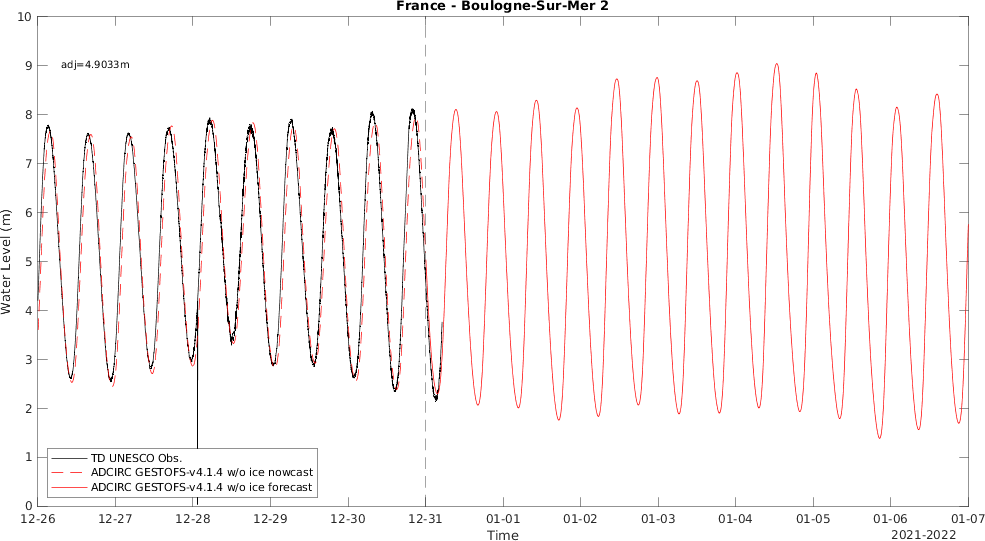 France - Boulogne-Sur-Mer 2
10
9
8
7
6
5
4
3
2
1
0
Water Level (m)
adj=4.9033m
TD UNESCO Obs.
ADCIRC GESTOFS-v4.1.4 w/o ice nowcast
ADCIRC GESTOFS-v4.1.4 w/o ice forecast
12-26 12-27 12-28 12-29 12-30 12-31 01-01 01-02 01-03 01-04 01-05 01-06 01-07
Time
2021-2022